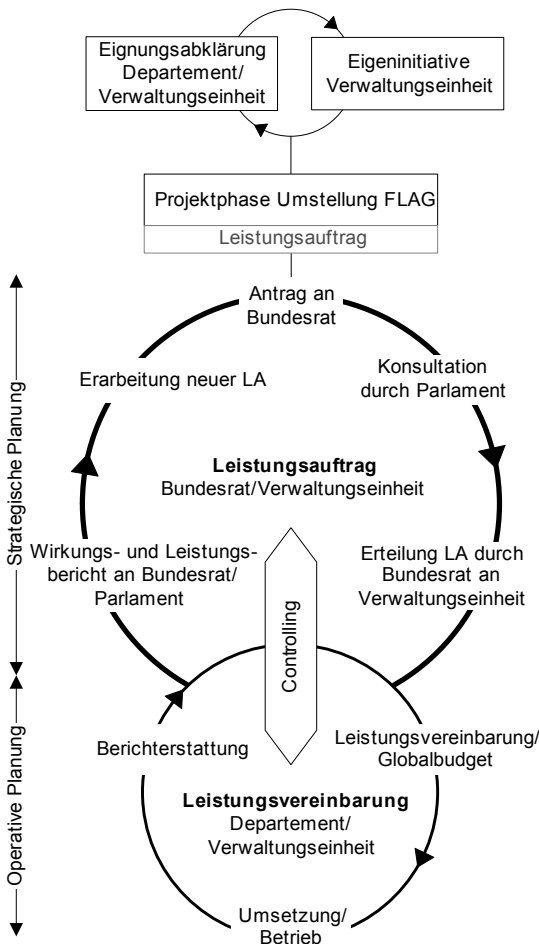 Eignungsabklärung
Departement/
Verwaltungseinheit
Eigeninitiative
Verwaltungseinheit
Projektphase Umstellung FLAG
Leistungsauftrag
Antrag an
Bundesrat
Erarbeitung neuer LA
Konsultation
durch Parlament
Strategische Planung
Leistungsauftrag
Bundesrat/Verwaltungseinheit
Wirkungs- und Leistungs-
bericht an Bundesrat/
Parlament
Erteilung LA durch
Bundesrat an
Verwaltungseinheit
Controlling
Berichterstattung
Leistungsvereinbarung/
Globalbudget
Operative Planung
Leistungsvereinbarung
Departement/
Verwaltungseinheit
Umsetzung/
Betrieb